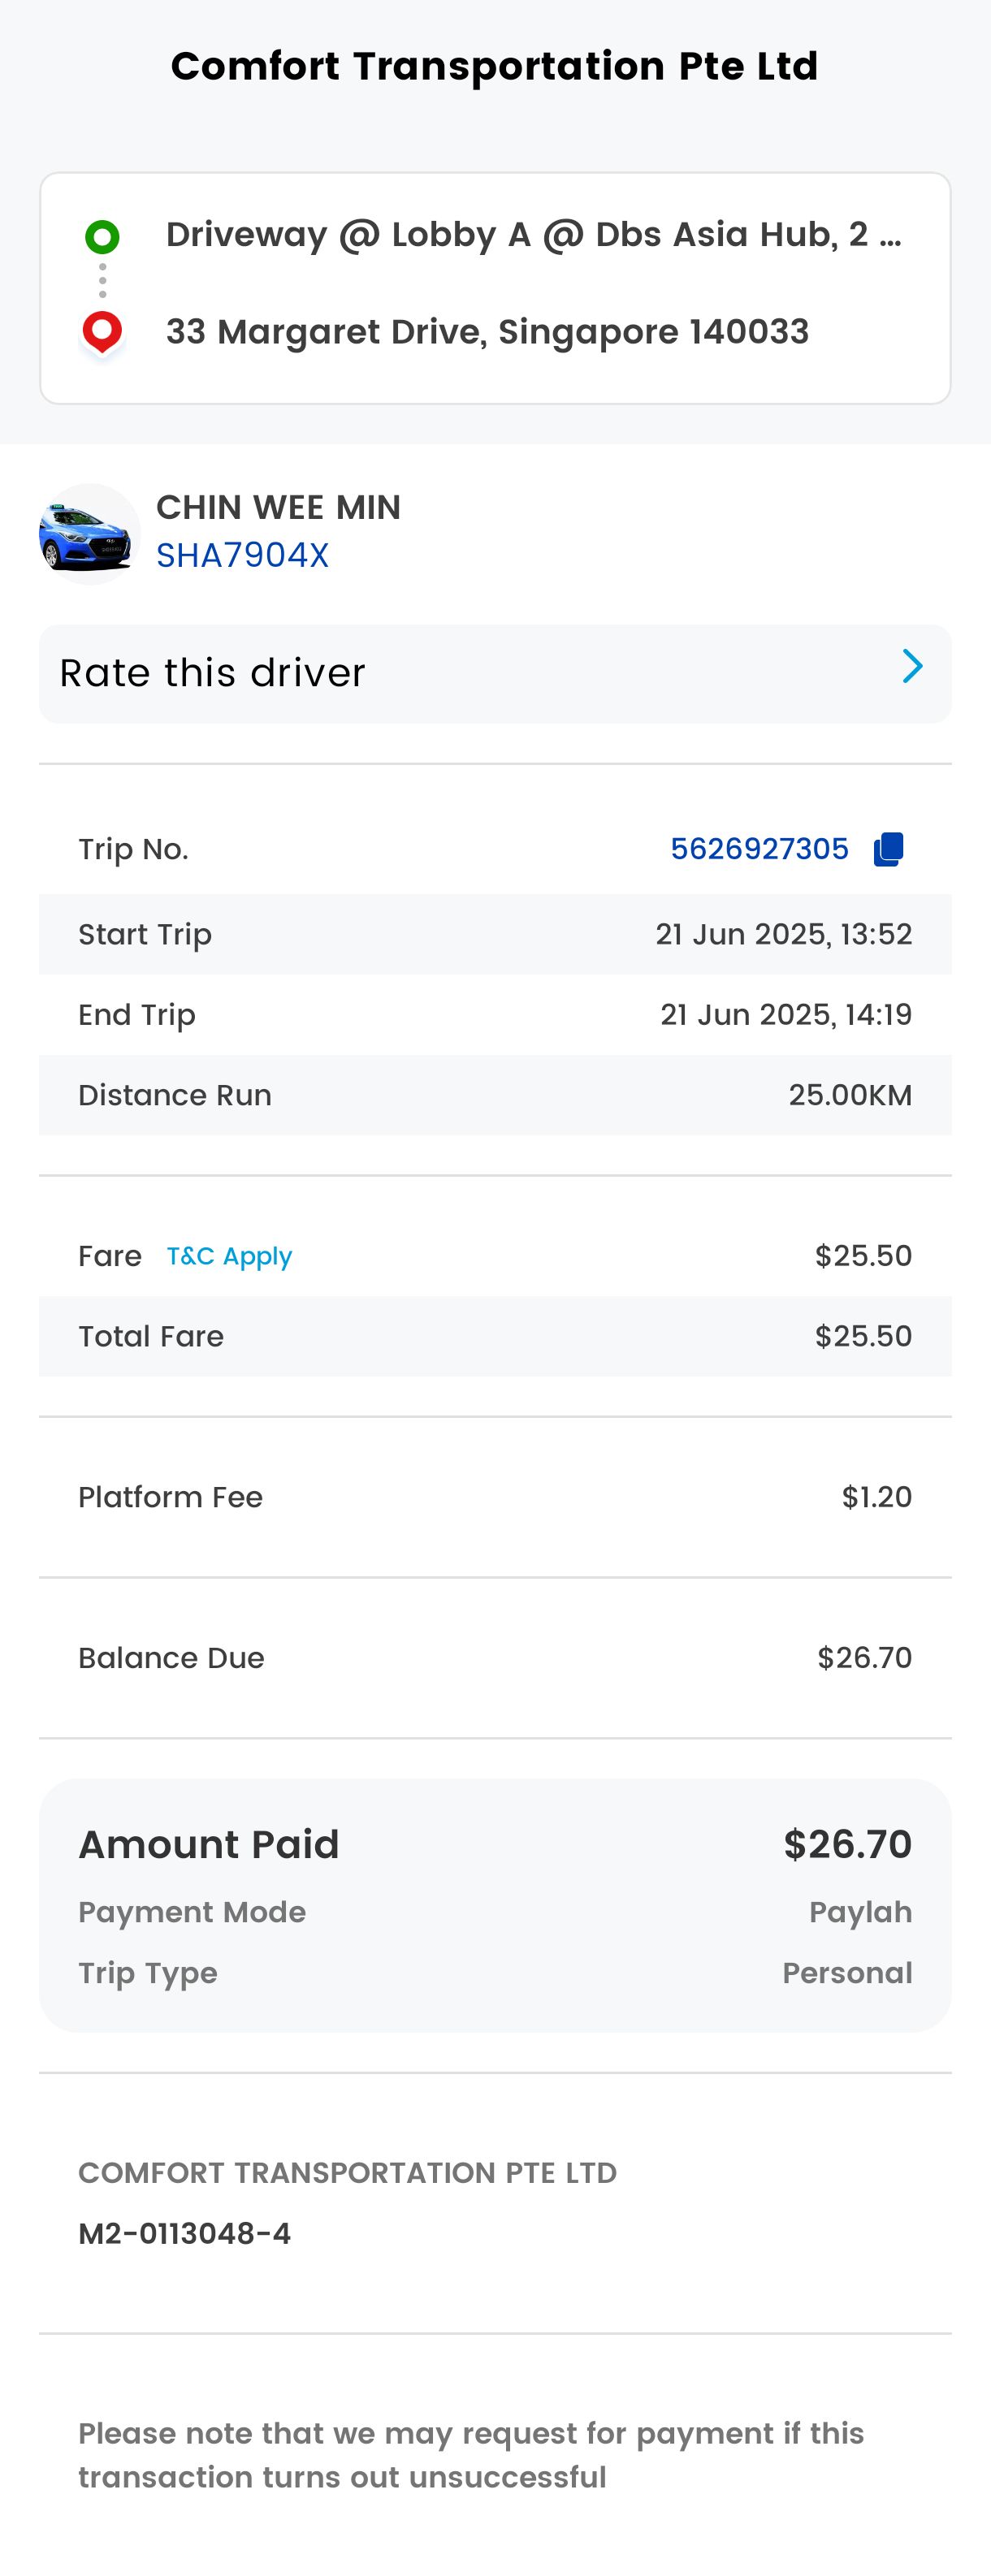 Comfort Transportation Pte Ltd
Driveway @ Lobby A @ Dbs Asia Hub, 2 ...
33 Margaret Drive, Singapore 140033
CHIN WEE MIN
SHA7904X
Rate this driver
Trip No. 5626927305
Start Trip 21 Jun 2025, 13:52
End Trip 21 Jun 2025, 14:19
Distance Run 25.00KM
Fare T&C Apply $25.50
Total Fare $25.50
Platform Fee $1.20
Balance Due $26.70
Amount Paid $26.70
Payment Mode Paylah
Trip Type Personal
COMFORT TRANSPORTATION PTE LTD
M2-0113048-4
Please note that we may request for payment if this
transaction turns out unsuccessful